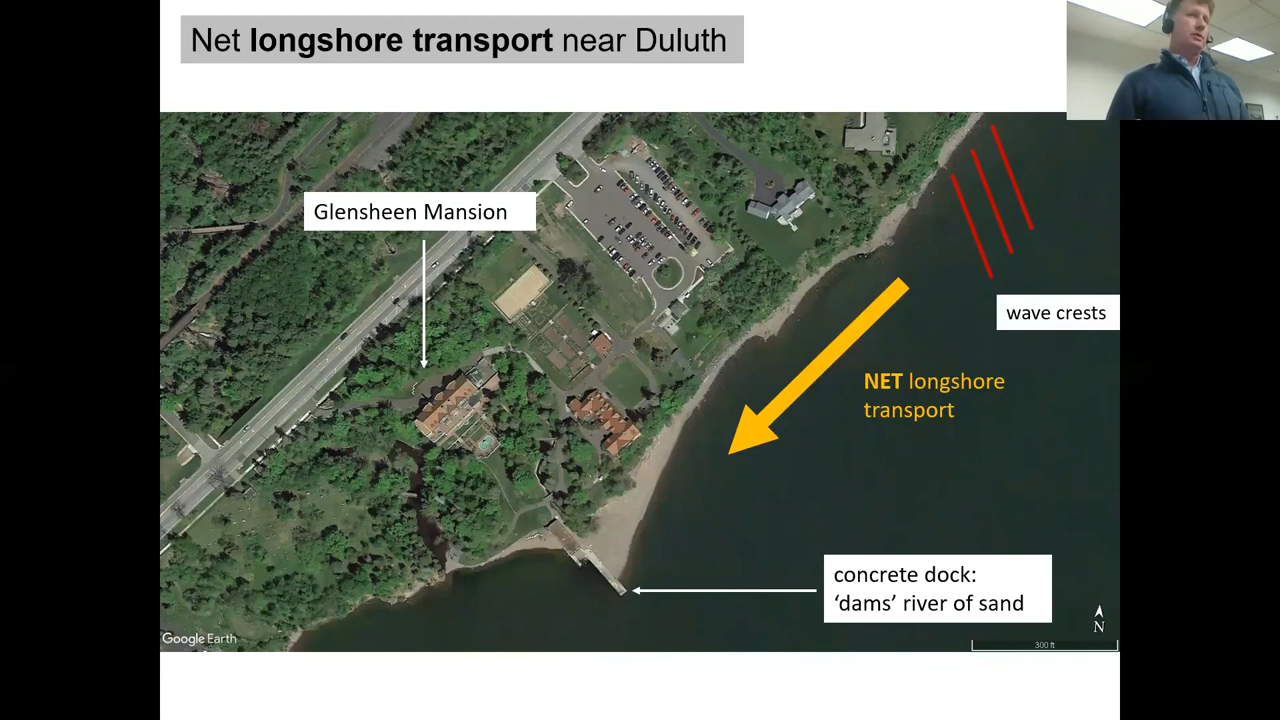 Net longshore transport near Duluth
Glensheen Mansion
wave crests
NET longshore
transport
concrete dock:
‘dams’ river of sand
N
Google Earth
300 ft